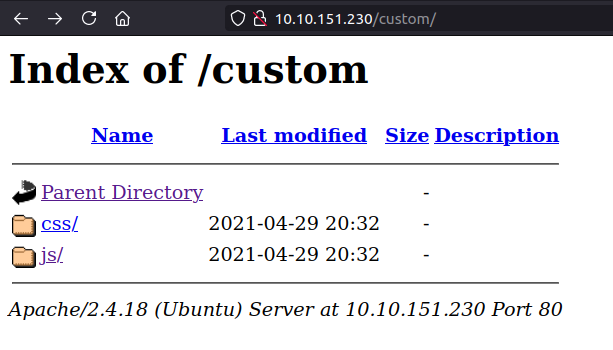 10.10.151.230/custom/
Index of /custom
Name Last modified Size Description
Parent Directory -
css/ 2021-04-29 20:32 -
js/ 2021-04-29 20:32 -
Apache/2.4.18 (Ubuntu) Server at 10.10.151.230 Port 80